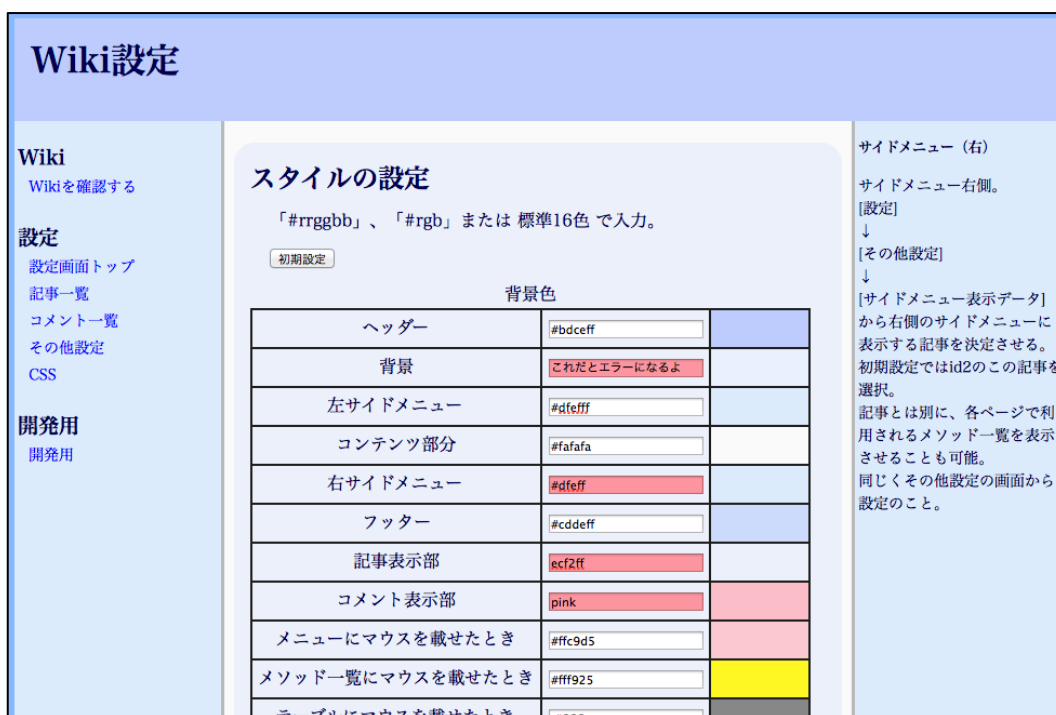 Wiki設定
Wiki
Wikiを確認する
設定
設定画面トップ
記事一覧
コメント一覧
その他設定
CSS
開発用
開発用
スタイルの設定
「#rrggbb」、「#rgb」または 標準16色 で入力。
初期設定
背景色
ヘッダー #bdceff
背景 これだとエラーになるよ
左サイドメニュー #dfefff
コンテンツ部分 #fafafa
右サイドメニュー #dfeff
フッター #cddeff
記事表示部 ecf2ff
コメント表示部 pink
メニューにマウスを載せたとき #ffc9d5
メソッド一覧にマウスを載せたとき #fff925
テーブルにマウスを載せたとき
サイドメニュー（右）
サイドメニュー右側。
[設定]
↓
[その他設定]
↓
[サイドメニュー表示データ]
から右側のサイドメニューに
表示する記事を決定させる。
初期設定ではid2のこの記事を
選択。
記事とは別に、各ページで利
用されるメソッド一覧を表示
させることも可能。
同じくその他設定の画面から
設定のこと。